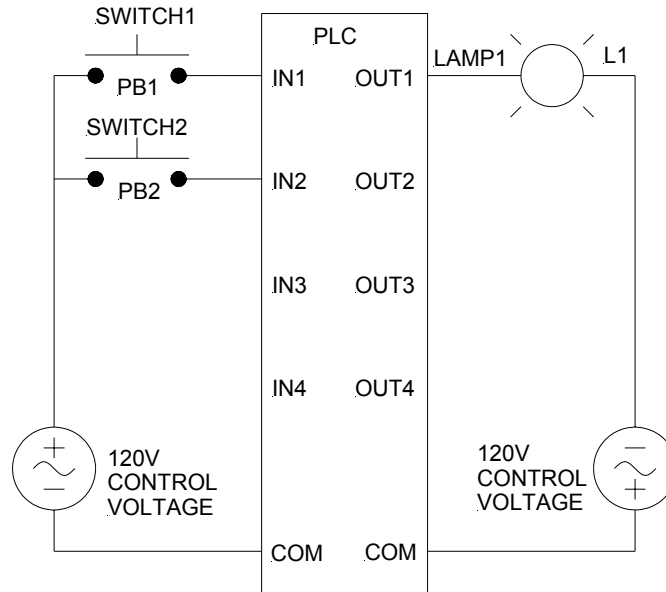 SWITCH1
PLC
PB1
IN1
OUT1
LAMP1
L1
SWITCH2
PB2
IN2
OUT2
IN3
OUT3
IN4
OUT4
120V
CONTROL
VOLTAGE
120V
CONTROL
VOLTAGE
COM
COM